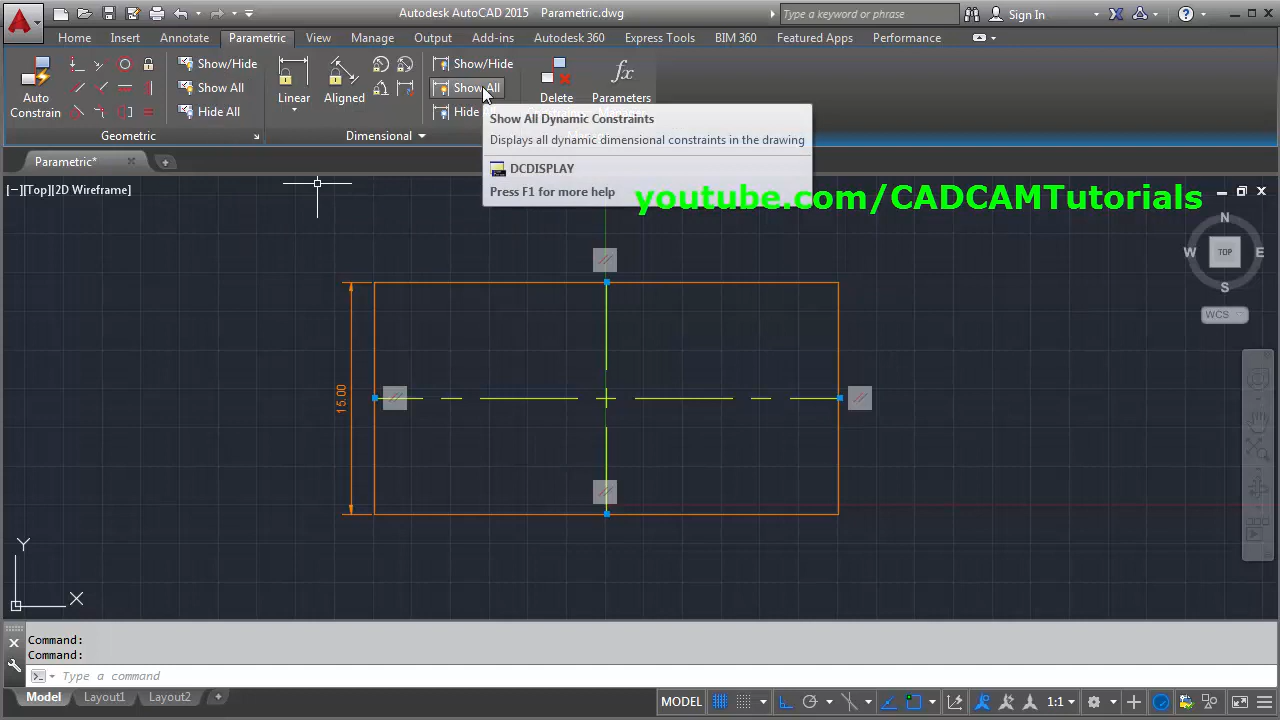 Autodesk AutoCAD 2015 Parametric.dwg
Type a keyword or phrase
Sign In
Home Insert Annotate Parametric View Manage Output Add-ins Autodesk 360 Express Tools BIM 360 Featured Apps Performance
Auto
Constrain
Show/Hide
Show All
Hide All
Geometric
Linear
Aligned
Show/Hide
Show All
Hide
Dimensional
Delete
fx
Parameters
Show All Dynamic Constraints
Displays all dynamic dimensional constraints in the drawing
DCDISPLAY
Press F1 for more help
Parametric*
[−][Top][2D Wireframe]
youtube.com/CADCAMTutorials
N
W TOP E
S
WCS
15.00
Y
X
Command:
Command:
Type a command
Model Layout1 Layout2 +
MODEL
1:1